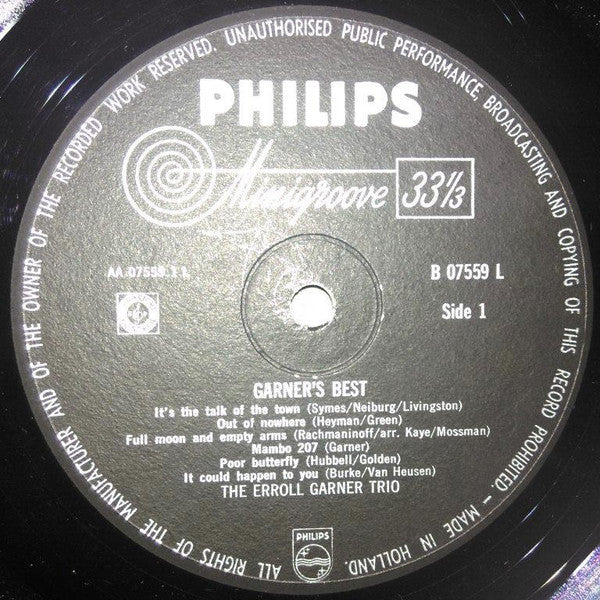 ALL RIGHTS OF THE MANUFACTURER AND OF THE OWNER OF THE RECORDED WORK RESERVED. UNAUTHORISED PUBLIC PERFORMANCE, BROADCASTING AND COPYING OF THIS RECORD PROHIBITED - MADE IN HOLLAND.
PHILIPS
Minigroove 33⅓
AA 07559.1 L
B 07559 L
Side 1
GARNER'S BEST
It's the talk of the town (Symes/Neiburg/Livingston)
Out of nowhere (Heyman/Green)
Full moon and empty arms (Rachmaninoff/arr. Kaye/Mossman)
Mambo 207 (Garner)
Poor butterfly (Hubbell/Golden)
It could happen to you (Burke/Van Heusen)
THE ERROLL GARNER TRIO
PHILIPS